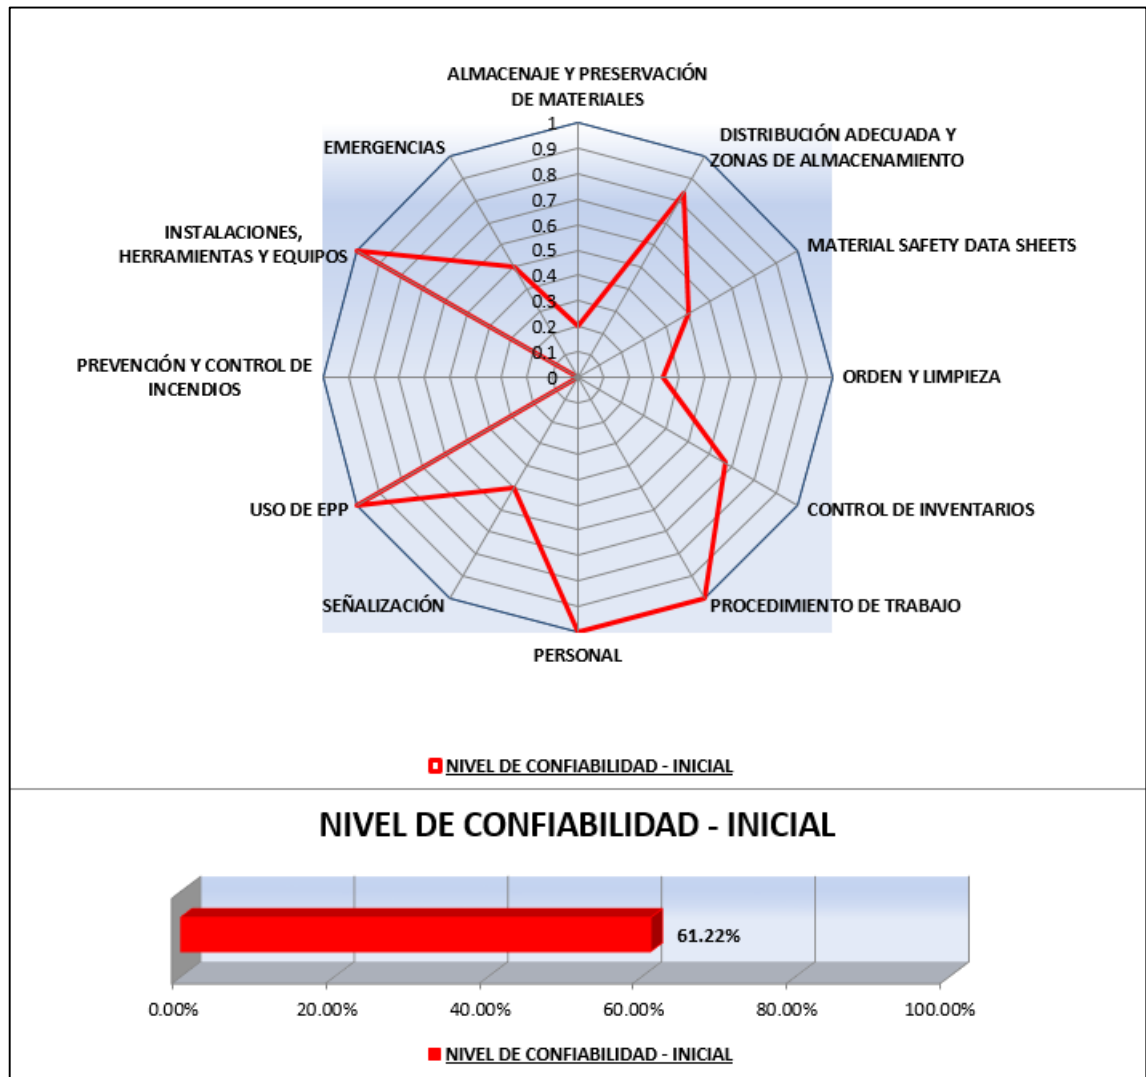 ALMACENAJE Y PRESERVACIÓN
DE MATERIALES
DISTRIBUCIÓN ADECUADA Y
ZONAS DE ALMACENAMIENTO
MATERIAL SAFETY DATA SHEETS
ORDEN Y LIMPIEZA
CONTROL DE INVENTARIOS
PROCEDIMIENTO DE TRABAJO
PERSONAL
SEÑALIZACIÓN
USO DE EPP
PREVENCIÓN Y CONTROL DE
INCENDIOS
INSTALACIONES,
HERRAMIENTAS Y EQUIPOS
EMERGENCIAS
1
0.9
0.8
0.7
0.6
0.5
0.4
0.3
0.2
0.1
0
NIVEL DE CONFIABILIDAD - INICIAL
NIVEL DE CONFIABILIDAD - INICIAL
61.22%
0.00% 20.00% 40.00% 60.00% 80.00% 100.00%
NIVEL DE CONFIABILIDAD - INICIAL